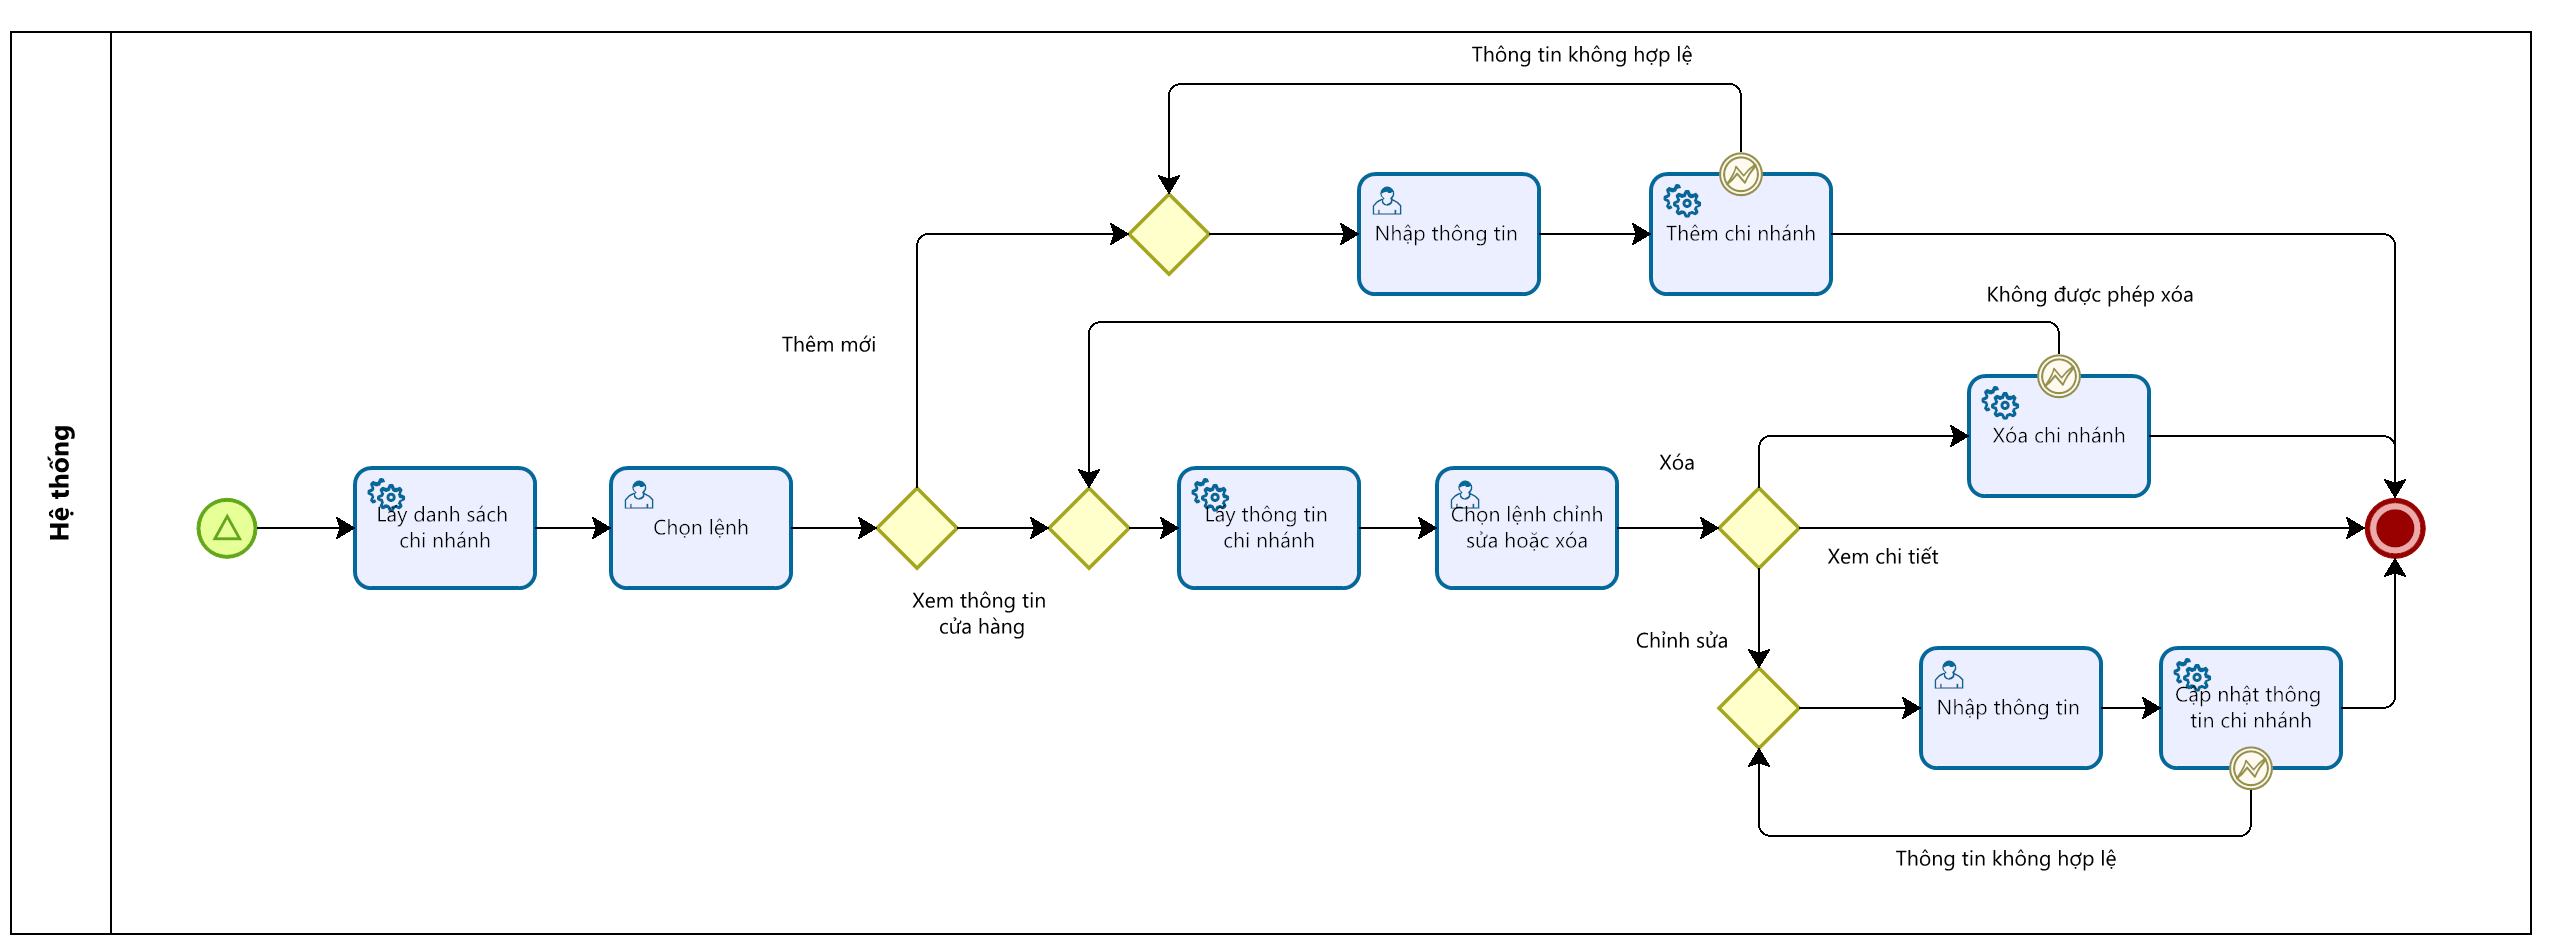 Hệ thống
Thông tin không hợp lệ
Nhập thông tin
Thêm chi nhánh
Không được phép xóa
Thêm mới
Xóa chi nhánh
Xóa
Lấy danh sách
chi nhánh
Chọn lệnh
Lấy thông tin
chi nhánh
Chọn lệnh chỉnh
sửa hoặc xóa
Xem chi tiết
Xem thông tin
cửa hàng
Chỉnh sửa
Nhập thông tin
Cập nhật thông
tin chi nhánh
Thông tin không hợp lệ